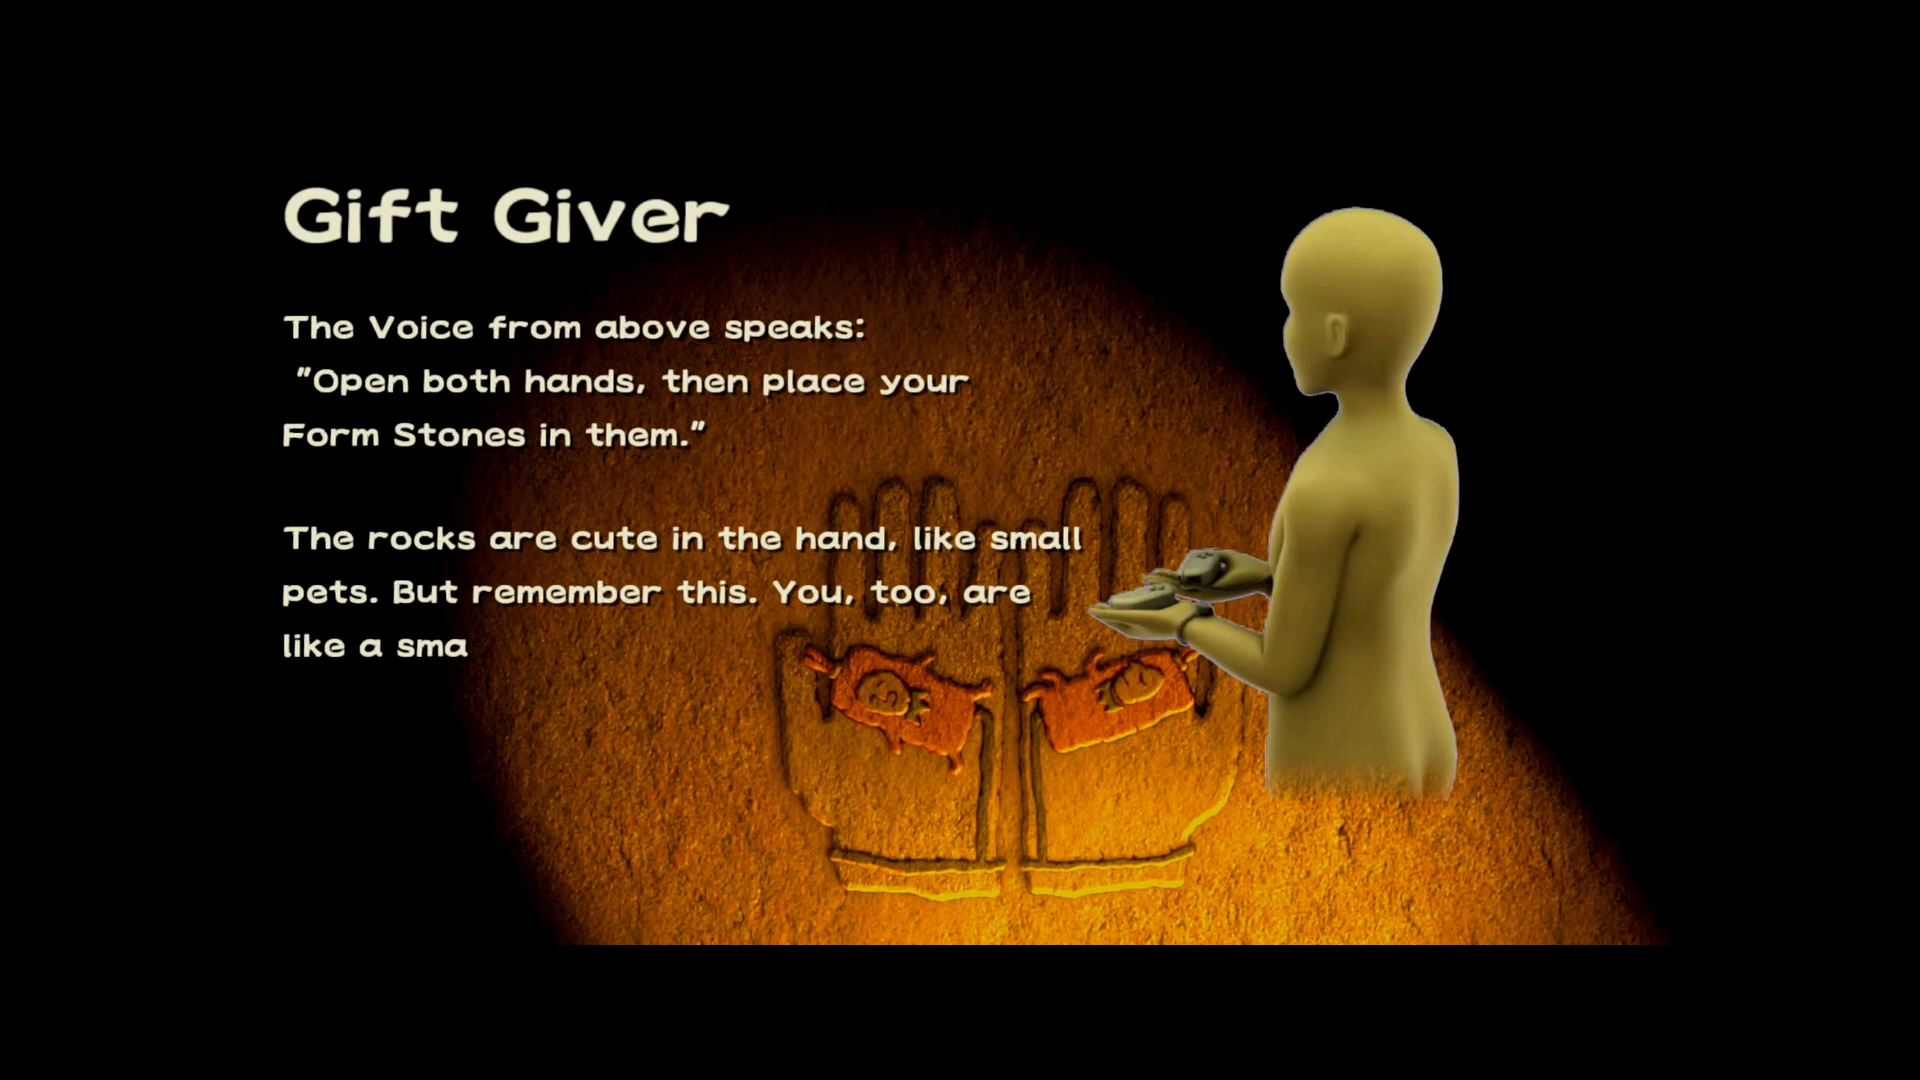 Gift Giver
The Voice from above speaks:
"Open both hands, then place your
Form Stones in them."
The rocks are cute in the hand, like small
pets. But remember this. You, too, are
like a sma